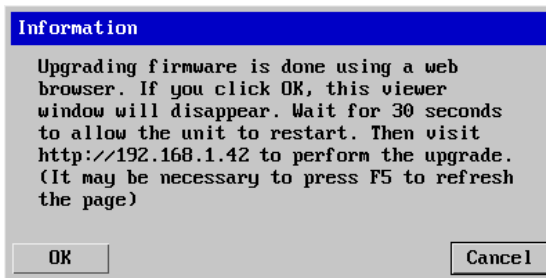 Information
Upgrading firmware is done using a web
browser. If you click OK, this viewer
window will disappear. Wait for 30 seconds
to allow the unit to restart. Then visit
http://192.168.1.42 to perform the upgrade.
(It may be necessary to press F5 to refresh
the page)
OK
Cancel